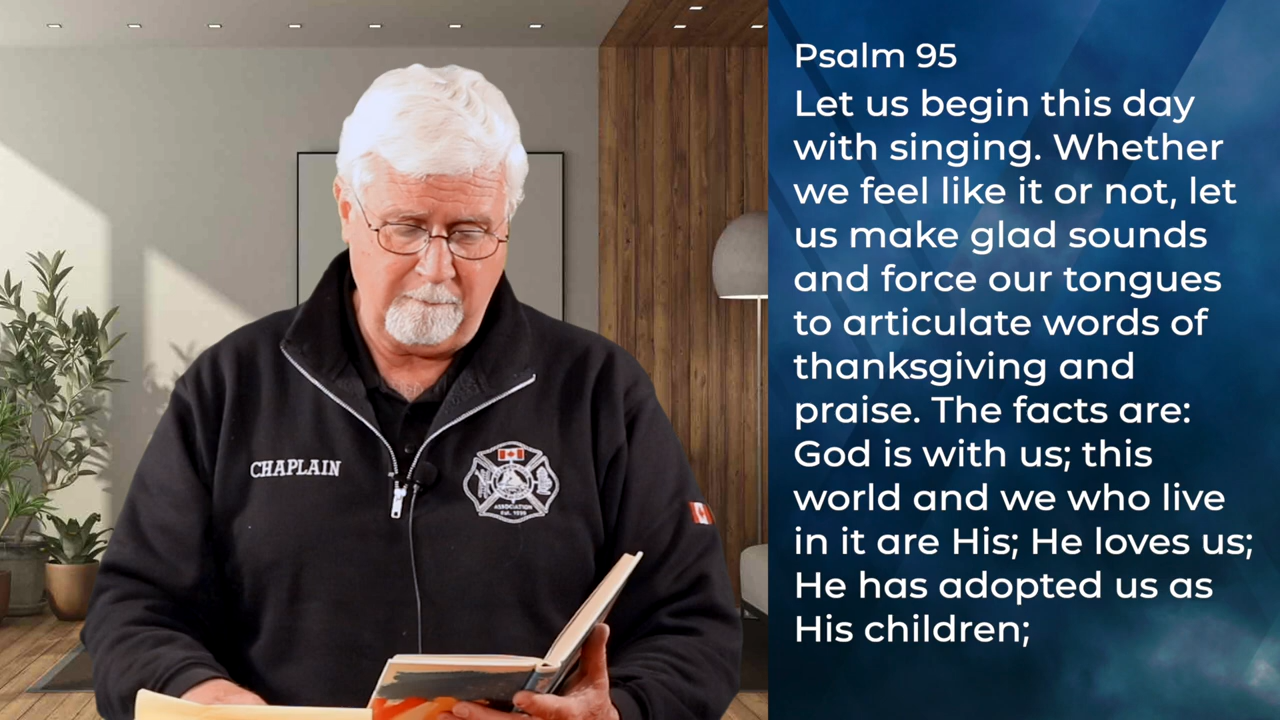 Psalm 95
Let us begin this day
with singing. Whether
we feel like it or not, let
us make glad sounds
and force our tongues
to articulate words of
thanksgiving and
praise. The facts are:
God is with us; this
world and we who live
in it are His; He loves us;
He has adopted us as
His children;
CHAPLAIN
ASSOCIATION